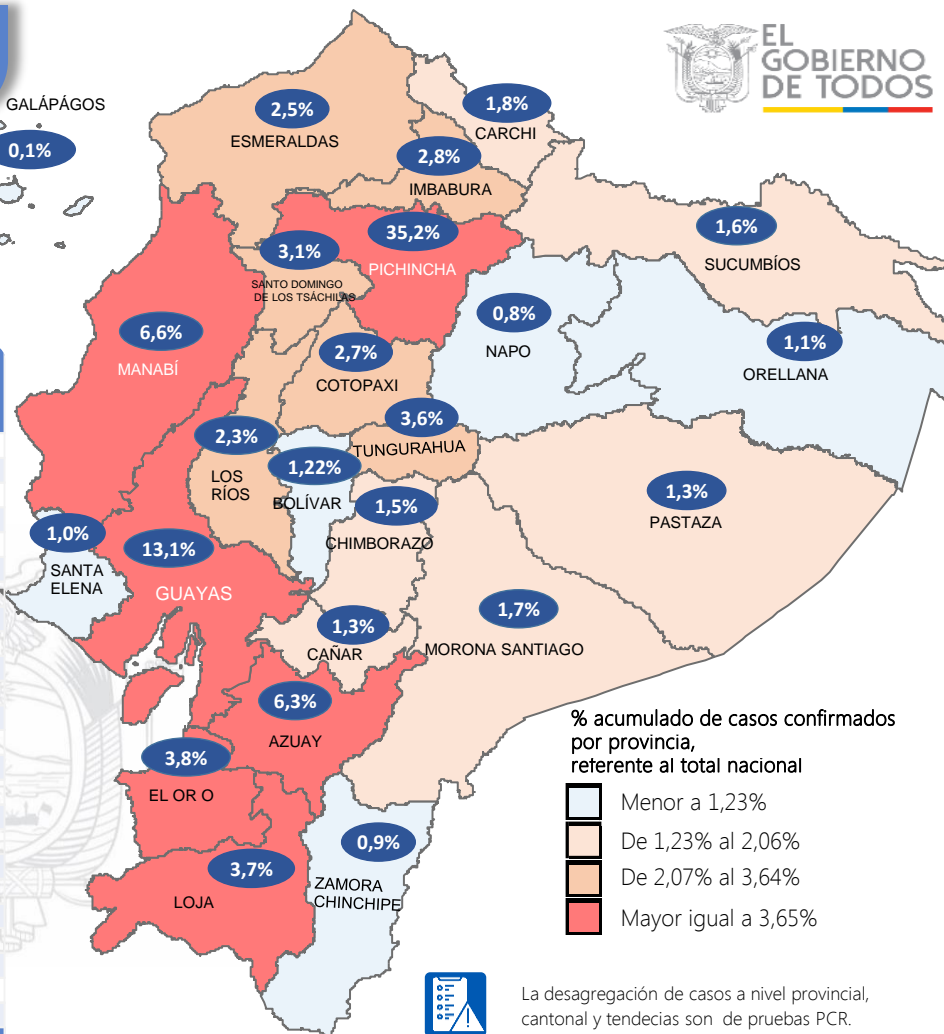 EL
GOBIERNO
DE TODOS
GALÁPÁGOS
0,1%
2,5%
ESMERALDAS
1,8%
CARCHI
2,8%
IMBABURA
1,6%
SUCUMBÍOS
35,2%
PICHINCHA
3,1%
SANTO DOMINGO
DE LOS TSÁCHILAS
6,6%
MANABÍ
0,8%
NAPO
1,1%
ORELLANA
2,7%
COTOPAXI
3,6%
TUNGURAHUA
2,3%
LOS
RÍOS
1,22%
BOLÍVAR
1,5%
CHIMBORAZO
1,3%
PASTAZA
1,0%
SANTA
ELENA
13,1%
GUAYAS
1,3%
CAÑAR
1,7%
MORONA SANTIAGO
6,3%
AZUAY
3,8%
EL OR O
3,7%
LOJA
0,9%
ZAMORA
CHINCHIPE
% acumulado de casos confirmados
por provincia,
referente al total nacional
Menor a 1,23%
De 1,23% al 2,06%
De 2,07% al 3,64%
Mayor igual a 3,65%
La desagregación de casos a nivel provincial,
cantonal y tendecias son de pruebas PCR.